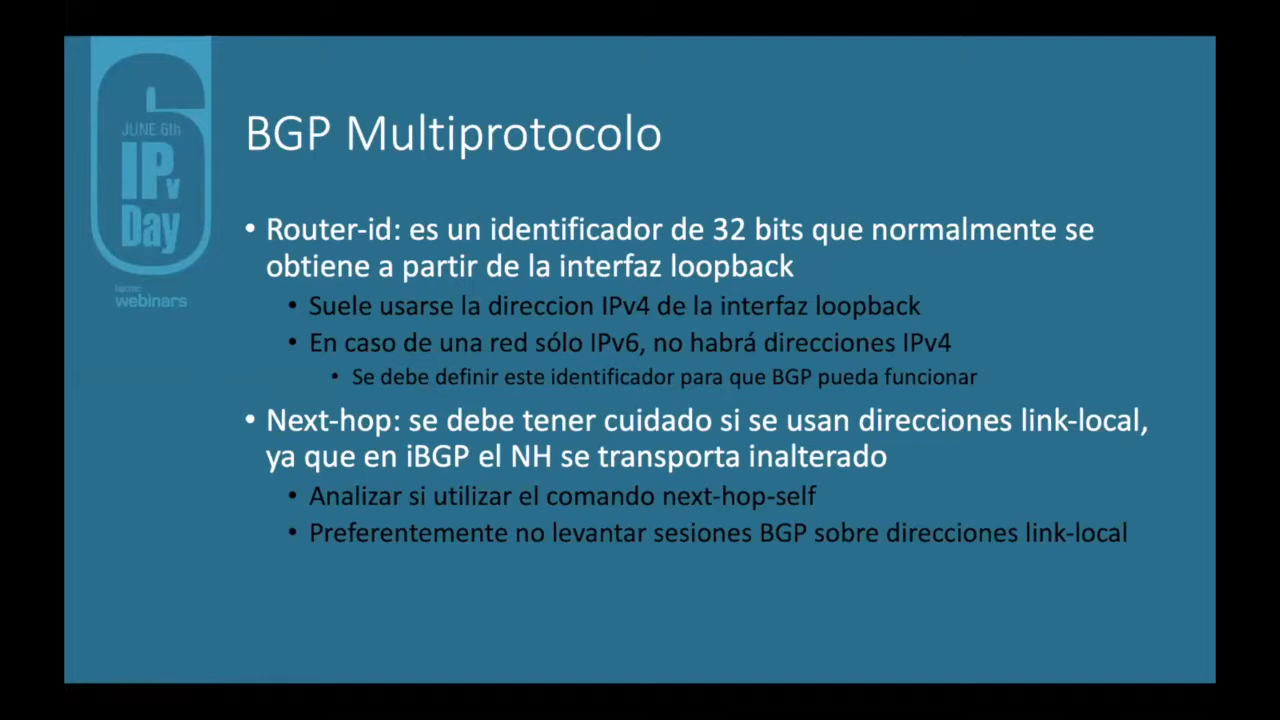 JUNE 6th
IPv
Day
lacnic
webinars
BGP Multiprotocolo
• Router-id: es un identificador de 32 bits que normalmente se
obtiene a partir de la interfaz loopback
• Suele usarse la direccion IPv4 de la interfaz loopback
• En caso de una red sólo IPv6, no habrá direcciones IPv4
• Se debe definir este identificador para que BGP pueda funcionar
• Next-hop: se debe tener cuidado si se usan direcciones link-local,
ya que en iBGP el NH se transporta inalterado
• Analizar si utilizar el comando next-hop-self
• Preferentemente no levantar sesiones BGP sobre direcciones link-local